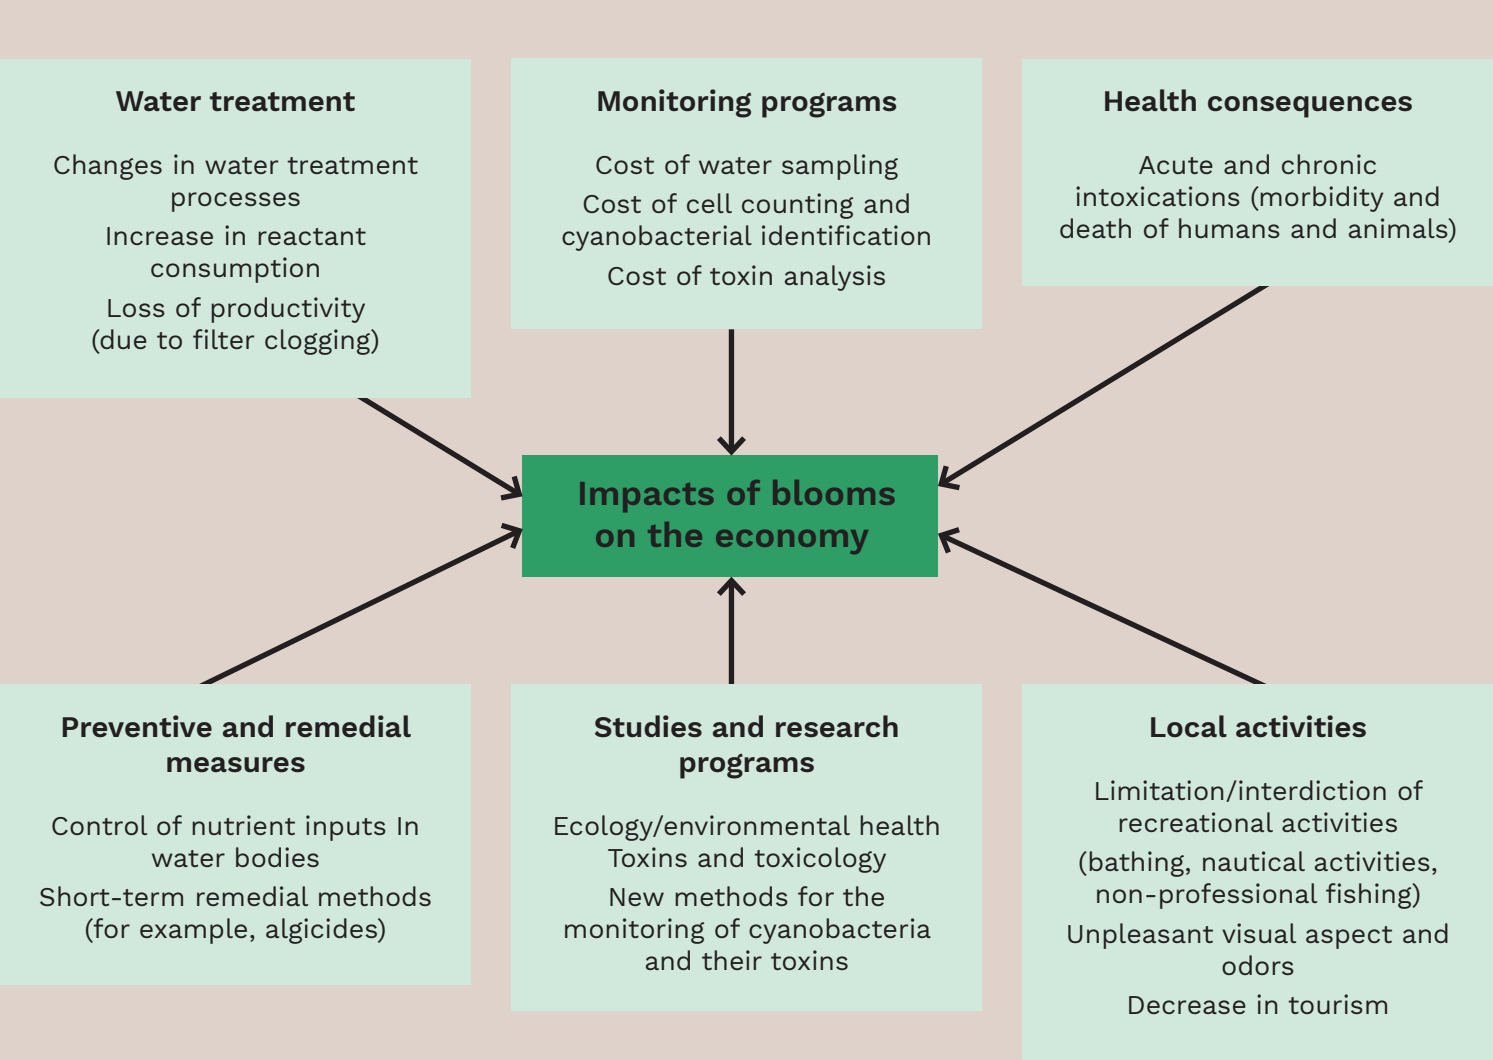 Water treatment
Changes in water treatment
processes
Increase in reactant
consumption
Loss of productivity
(due to filter clogging)
Monitoring programs
Cost of water sampling
Cost of cell counting and
cyanobacterial identification
Cost of toxin analysis
Health consequences
Acute and chronic
intoxications (morbidity and
death of humans and animals)
Impacts of blooms
on the economy
Preventive and remedial
measures
Control of nutrient inputs In
water bodies
Short-term remedial methods
(for example, algicides)
Studies and research
programs
Ecology/environmental health
Toxins and toxicology
New methods for the
monitoring of cyanobacteria
and their toxins
Local activities
Limitation/interdiction of
recreational activities
(bathing, nautical activities,
non-professional fishing)
Unpleasant visual aspect and
odors
Decrease in tourism